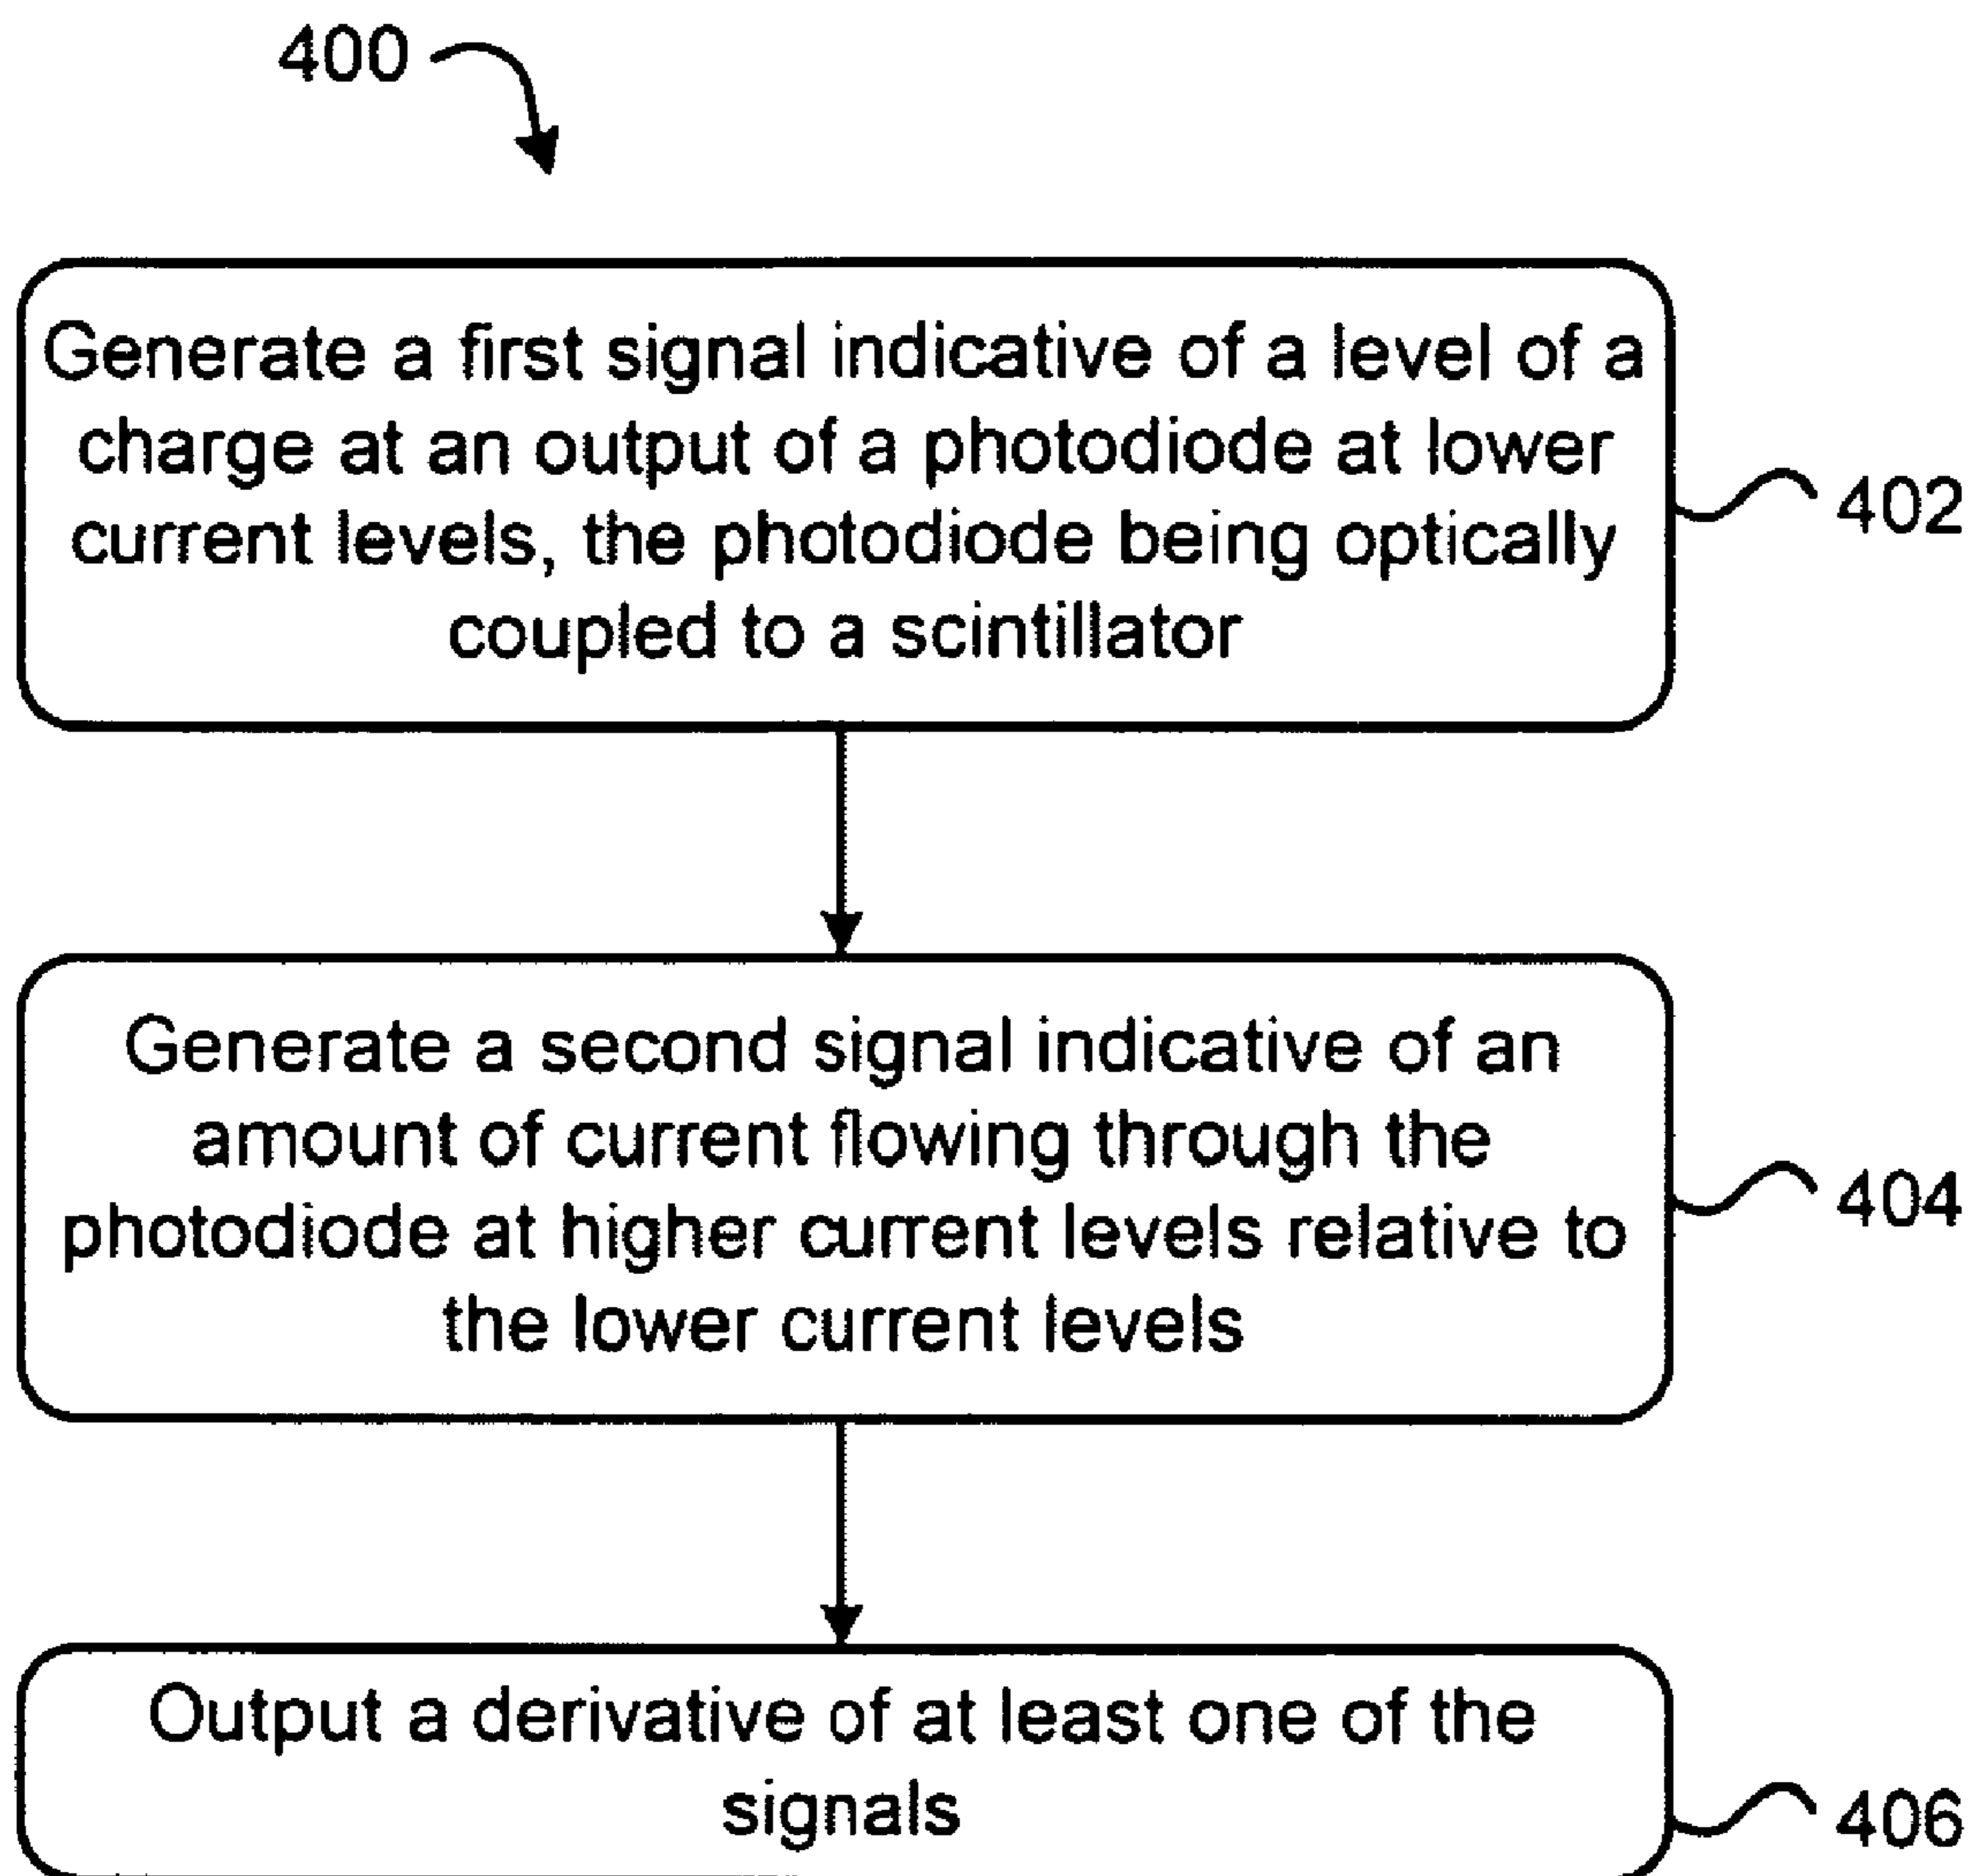 400
Generate a first signal indicative of a level of a
charge at an output of a photodiode at lower
current levels, the photodiode being optically
coupled to a scintillator
402
Generate a second signal indicative of an
amount of current flowing through the
photodiode at higher current levels relative to
the lower current levels
404
Output a derivative of at least one of the
signals
406